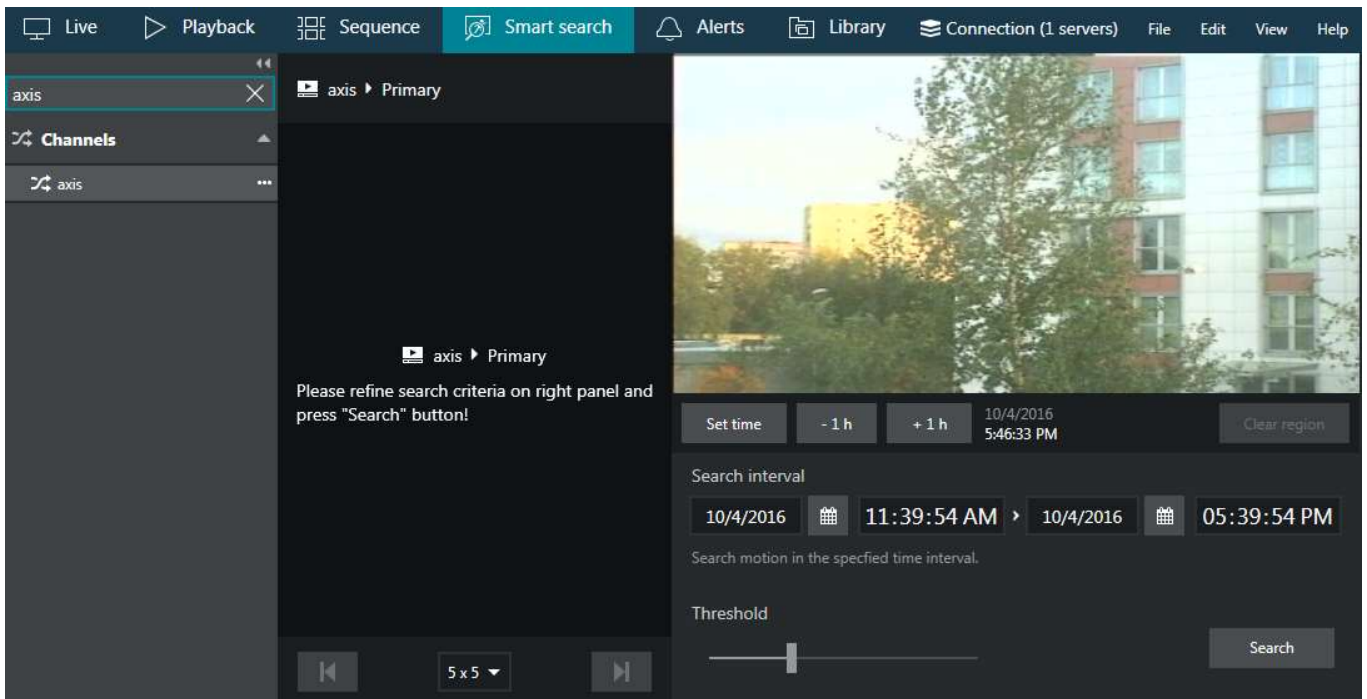 Live Playback Sequence Smart search Alerts Library Connection (1 servers) File Edit View Help
axis
Channels
axis
axis Primary
axis Primary
Please refine search criteria on right panel and
press "Search" button!
5 x 5
Set time - 1 h + 1 h 10/4/2016
5:46:33 PM
Clear region
Search interval
10/4/2016 11:39:54 AM 10/4/2016 05:39:54 PM
Search motion in the specfied time interval.
Threshold
Search